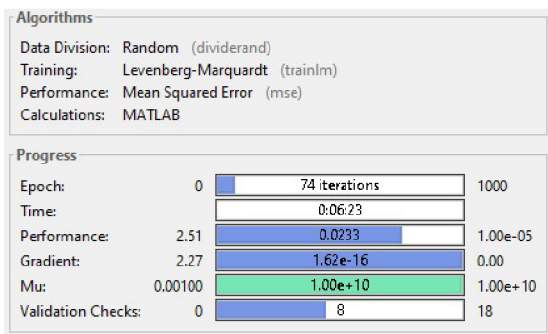 Algorithms
Data Division: Random (dividerand)
Training: Levenberg-Marquardt (trainlm)
Performance: Mean Squared Error (mse)
Calculations: MATLAB
Progress
Epoch: 0 74 iterations 1000
Time: 0:06:23
Performance: 2.51 0.0233 1.00e-05
Gradient: 2.27 1.62e-16 0.00
Mu: 0.00100 1.00e+10 1.00e+10
Validation Checks: 0 8 18